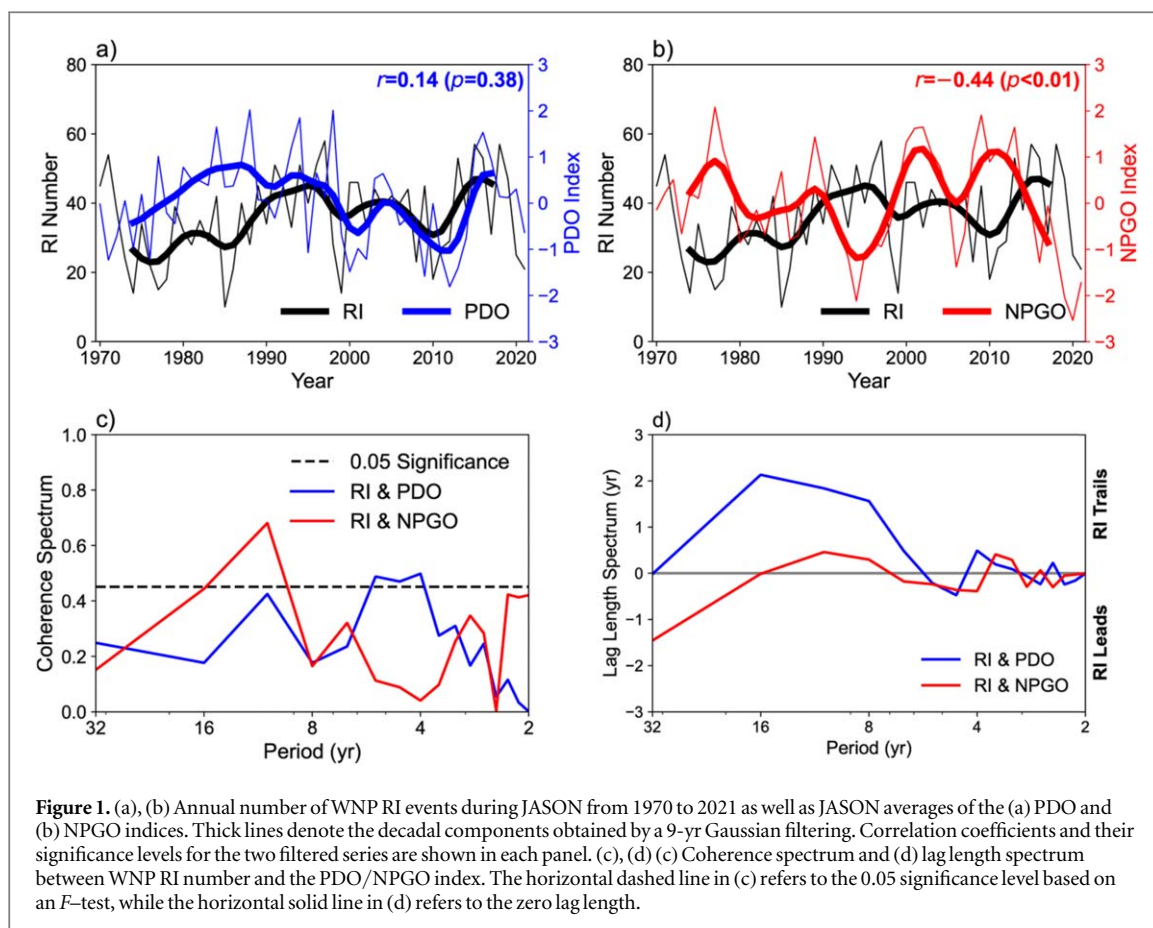 a)
r=0.14 (p=0.38)
80
60
40
20
0
RI Number
3
2
1
0
−1
−2
−3
PDO Index
RI PDO
1970 1980 1990 2000 2010 2020
Year
b)
r=−0.44 (p<0.01)
80
60
40
20
0
RI Number
3
2
1
0
−1
−2
−3
NPGO Index
RI NPGO
1970 1980 1990 2000 2010 2020
Year
c)
1.0
0.8
0.6
0.4
0.2
0.0
Coherence Spectrum
0.05 Significance
RI & PDO
RI & NPGO
32 16 8 4 2
Period (yr)
d)
3
2
1
0
−1
−2
−3
Lag Length Spectrum (yr)
RI Trails
RI Leads
RI & PDO
RI & NPGO
32 16 8 4 2
Period (yr)
Figure 1. (a), (b) Annual number of WNP RI events during JASON from 1970 to 2021 as well as JASON averages of the (a) PDO and
(b) NPGO indices. Thick lines denote the decadal components obtained by a 9-yr Gaussian filtering. Correlation coefficients and their
significance levels for the two filtered series are shown in each panel. (c), (d) (c) Coherence spectrum and (d) lag length spectrum
between WNP RI number and the PDO/NPGO index. The horizontal dashed line in (c) refers to the 0.05 significance level based on
an F–test, while the horizontal solid line in (d) refers to the zero lag length.